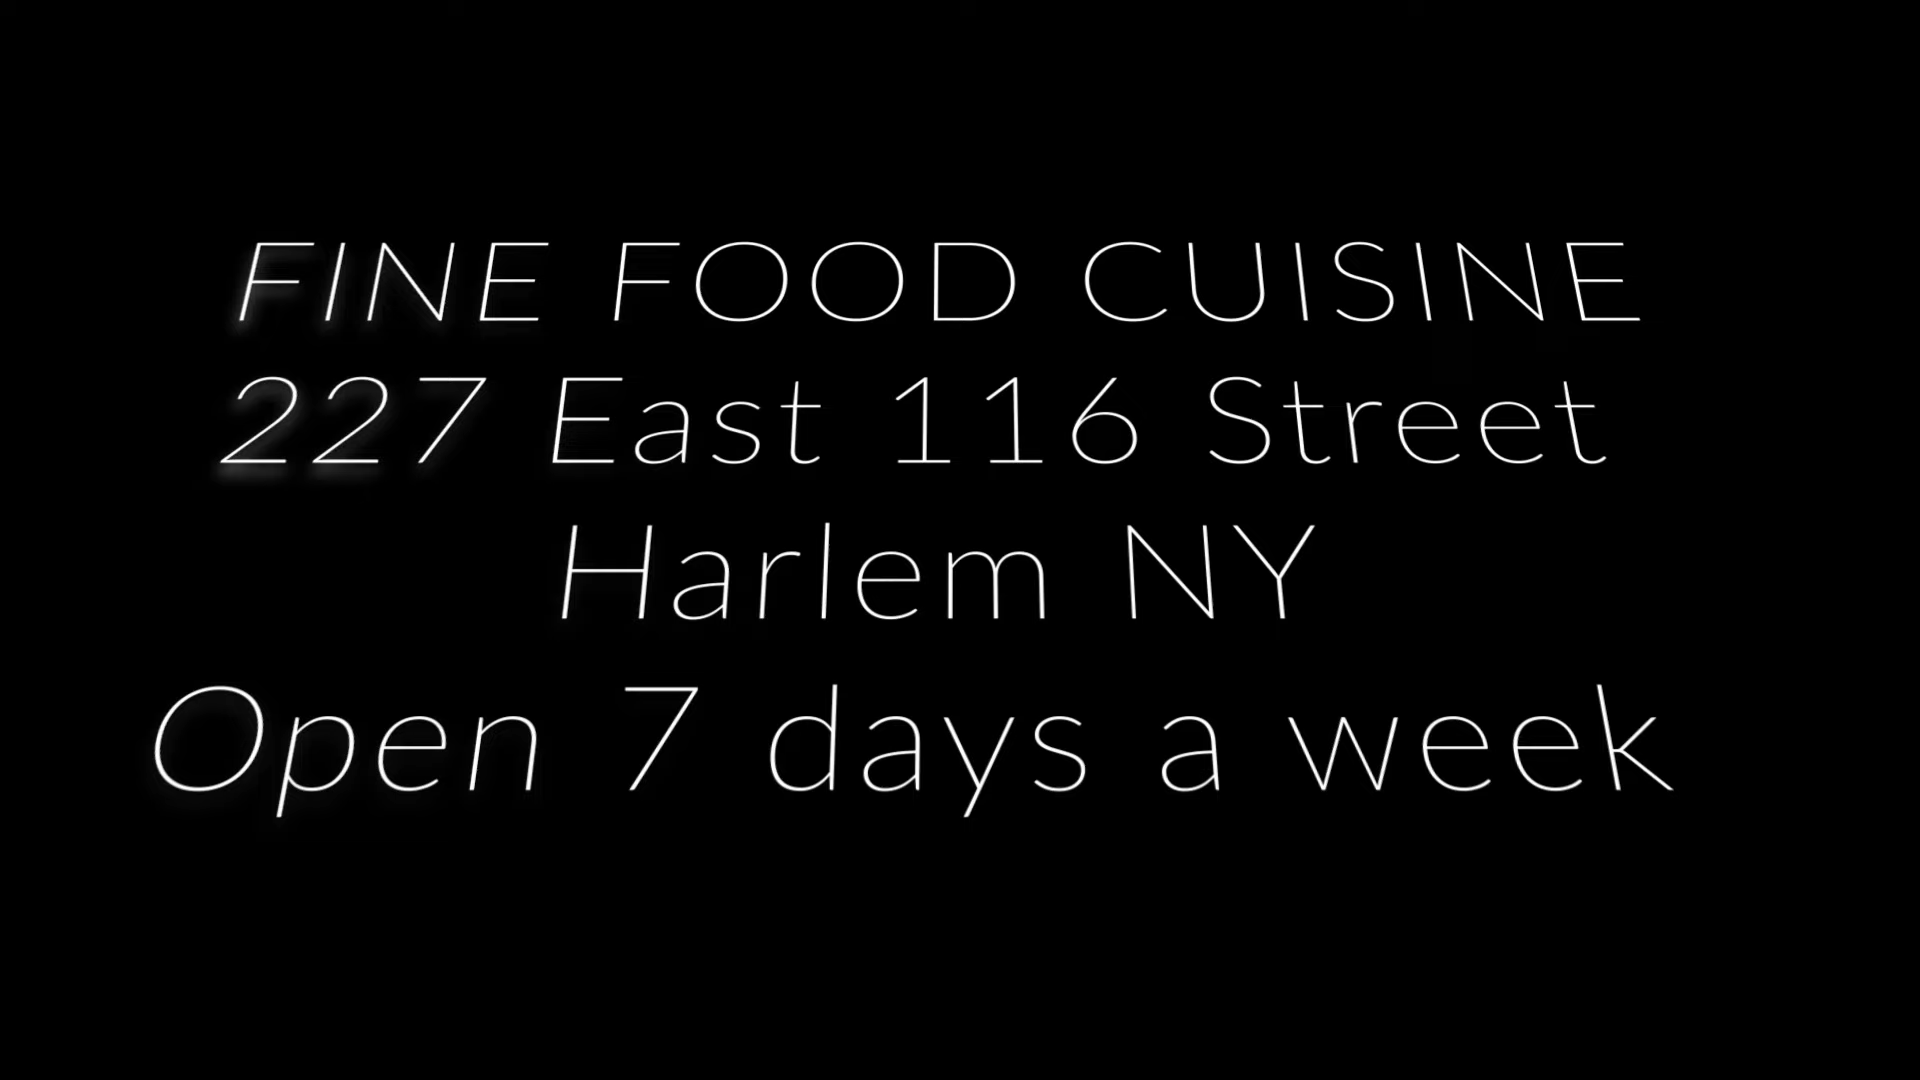 FINE FOOD CUISINE
227 East 116 Street
Harlem NY
Open 7 days a week